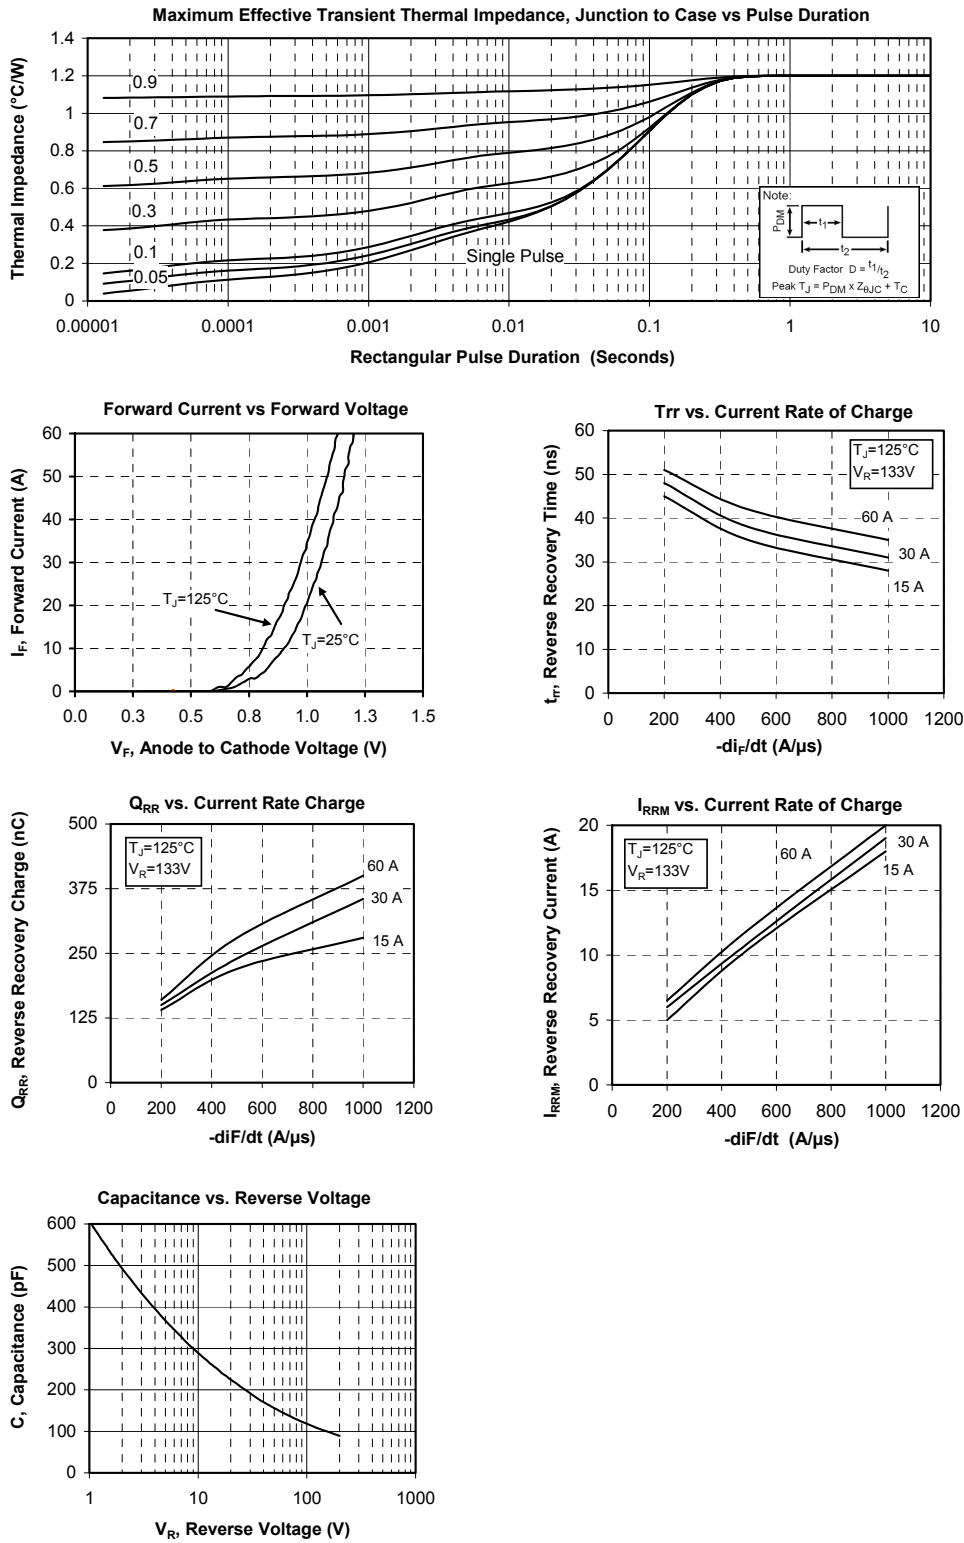 Maximum Effective Transient Thermal Impedance, Junction to Case vs Pulse Duration
Thermal Impedance (°C/W)
1.4
1.2
1
0.8
0.6
0.4
0.2
0
0.9
0.7
0.5
0.3
0.1
0.05
Single Pulse
Note:
PDM
t1
t2
Duty Factor D = t1/t2
Peak TJ = PDM x ZθJC + TC
0.00001 0.0001 0.001 0.01 0.1 1 10
Rectangular Pulse Duration (Seconds)
Forward Current vs Forward Voltage
IF, Forward Current (A)
60
50
40
30
20
10
0
TJ=125°C
TJ=25°C
0.0 0.3 0.5 0.8 1.0 1.3 1.5
VF, Anode to Cathode Voltage (V)
Trr vs. Current Rate of Charge
trr, Reverse Recovery Time (ns)
60
50
40
30
20
10
0
TJ=125°C
VR=133V
60 A
30 A
15 A
0 200 400 600 800 1000 1200
-diF/dt (A/µs)
QRR vs. Current Rate Charge
QRR, Reverse Recovery Charge (nC)
500
375
250
125
0
TJ=125°C
VR=133V
60 A
30 A
15 A
0 200 400 600 800 1000 1200
-diF/dt (A/µs)
IRRM vs. Current Rate of Charge
IRRM, Reverse Recovery Current (A)
20
15
10
5
0
TJ=125°C
VR=133V
60 A
30 A
15 A
0 200 400 600 800 1000 1200
-diF/dt (A/µs)
Capacitance vs. Reverse Voltage
C, Capacitance (pF)
600
500
400
300
200
100
0
1 10 100 1000
VR, Reverse Voltage (V)